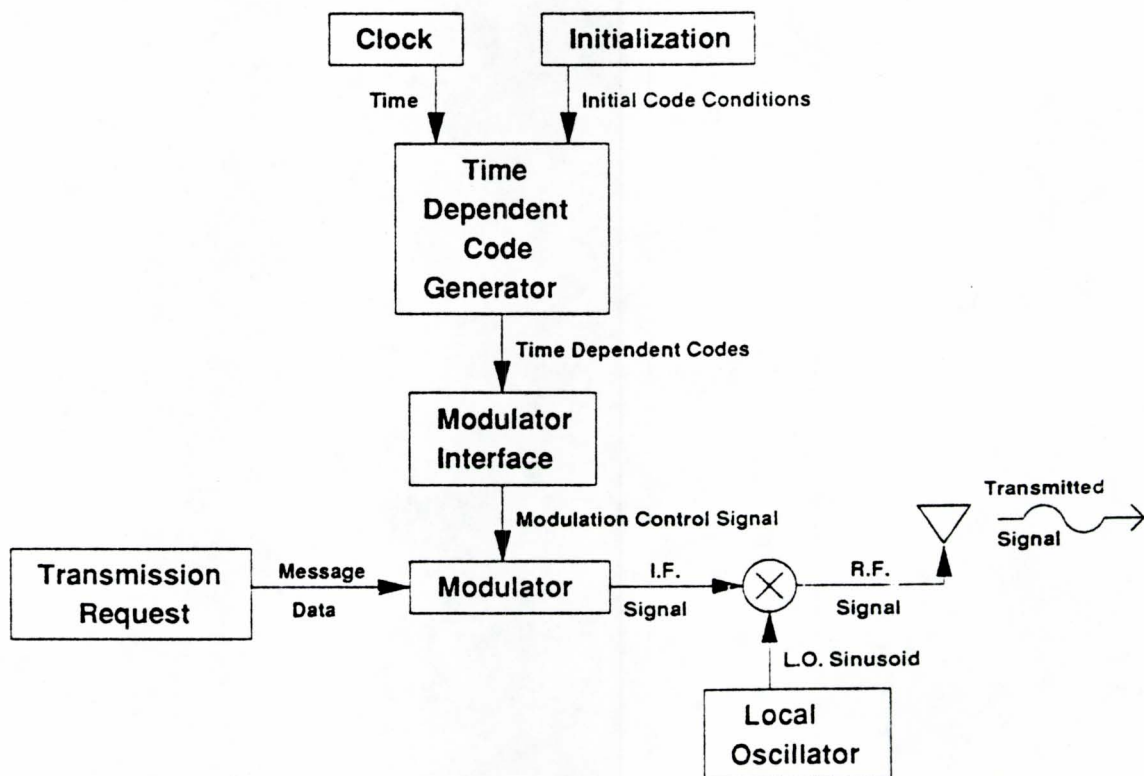 Clock
Initialization
Time
Initial Code Conditions
Time
Dependent
Code
Generator
Time Dependent Codes
Modulator
Interface
Modulation Control Signal
Transmitted
Signal
Transmission
Request
Message
Data
Modulator
I.F.
Signal
R.F.
Signal
L.O. Sinusoid
Local
Oscillator